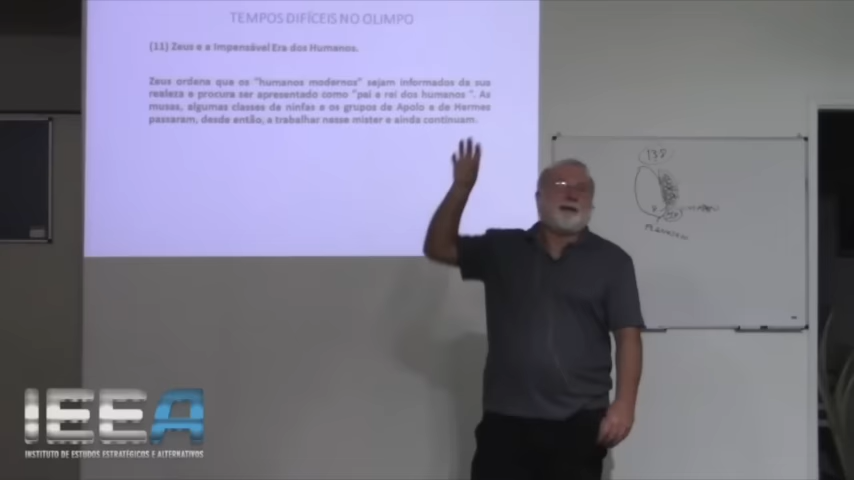 TEMPOS DIFÍCEIS NO OLIMPO
(11) Zeus e a Impensável Era dos Humanos.
Zeus ordena que os "humanos modernos" sejam informados de sua
realeza e procura ser apresentado como "pai e rei dos humanos ". As
musas, algumas classes de ninfas e os grupos de Apolo e de Hermes
passaram, desde então, a trabalhar nesse mister e ainda continuam.
138
IEEA
INSTITUTO DE ESTUDOS ESTRATÉGICOS E ALTERNATIVOS